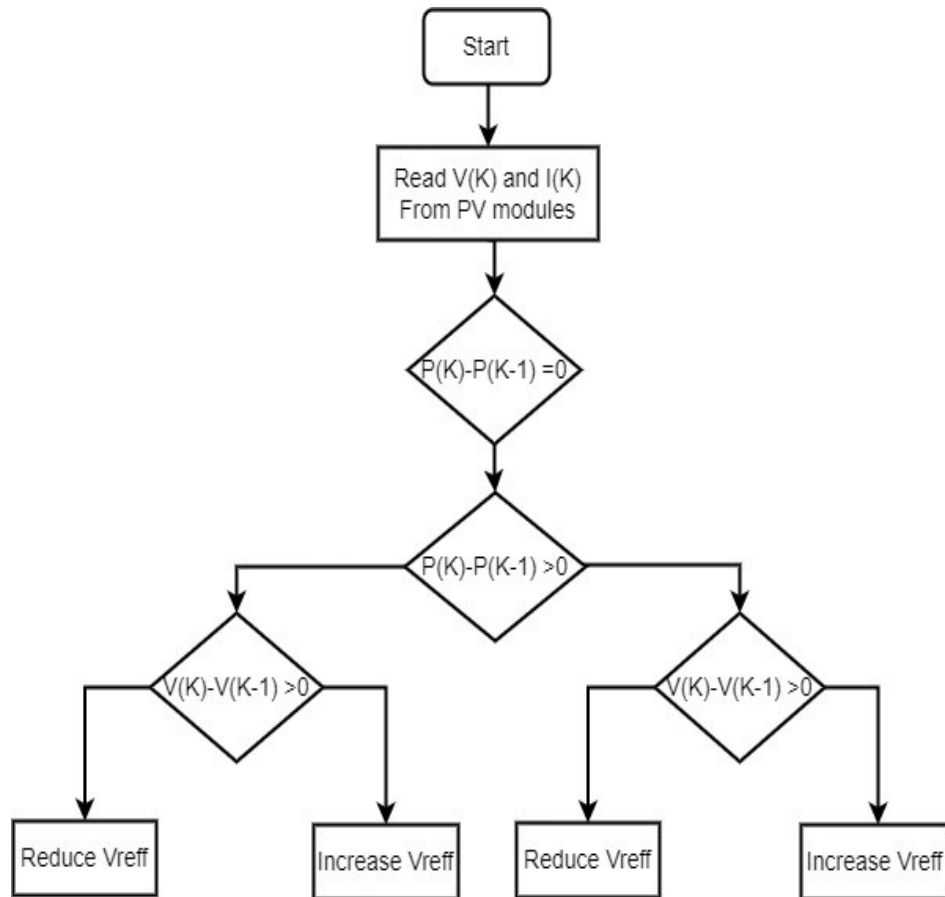 Start
Read V(K) and I(K)
From PV modules
P(K)-P(K-1) =0
P(K)-P(K-1) >0
V(K)-V(K-1) >0
V(K)-V(K-1) >0
Reduce Vreff
Increase Vreff
Reduce Vreff
Increase Vreff